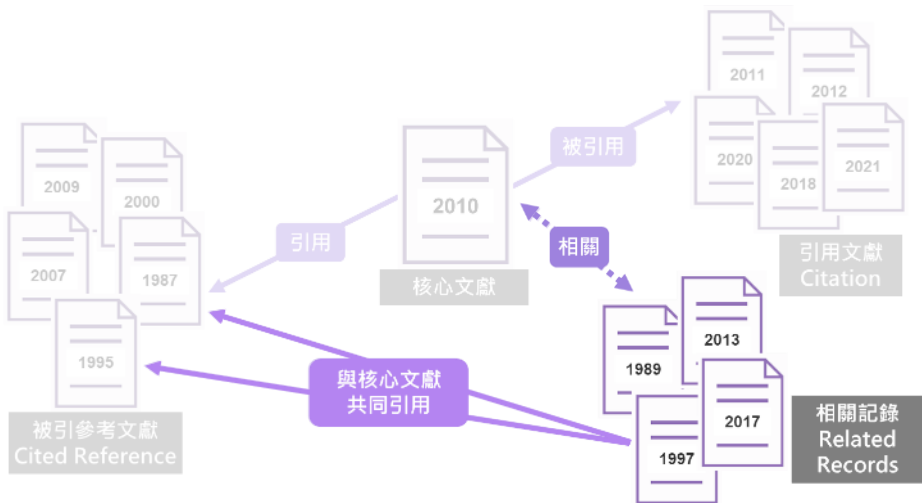 2009
2000
2007
1987
1995
被引參考文獻
Cited Reference
引用
2010
核心文獻
被引用
2011
2012
2020
2018
2021
引用文獻
Citation
相關
與核心文獻
共同引用
1989
2013
1997
2017
相關記錄
Related
Records